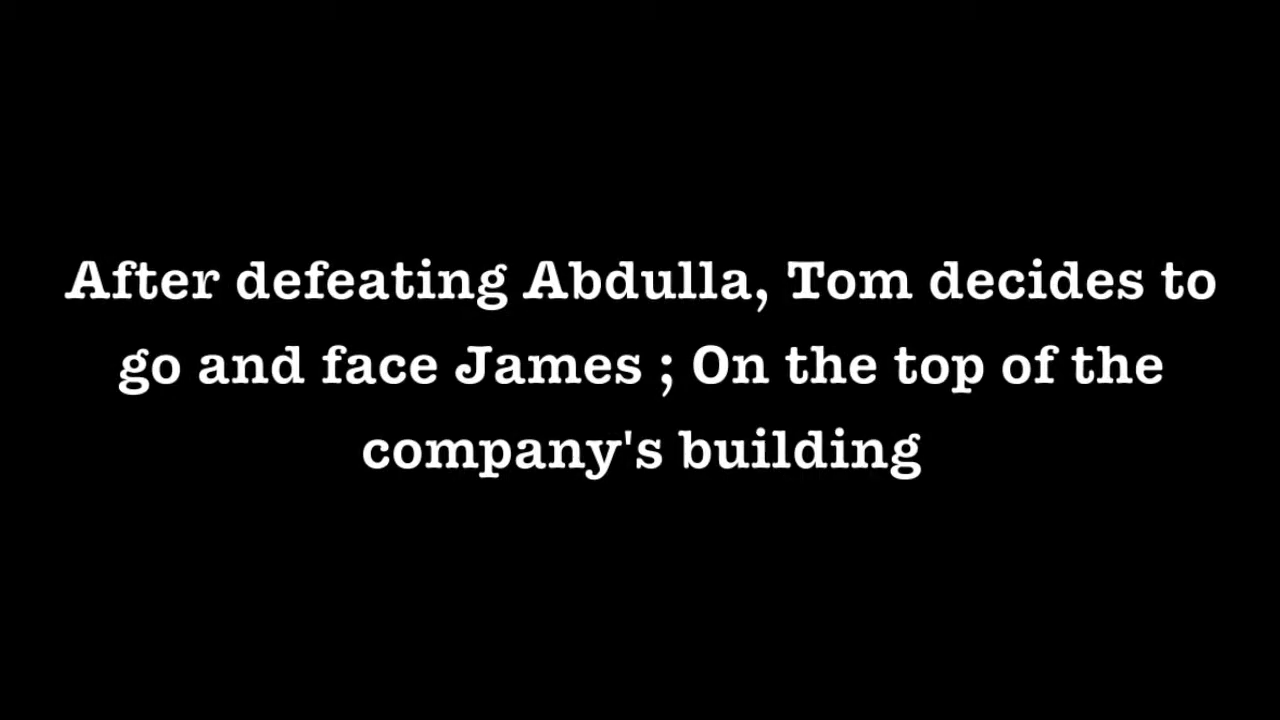 After defeating Abdulla, Tom decides to
go and face James ; On the top of the
company's building